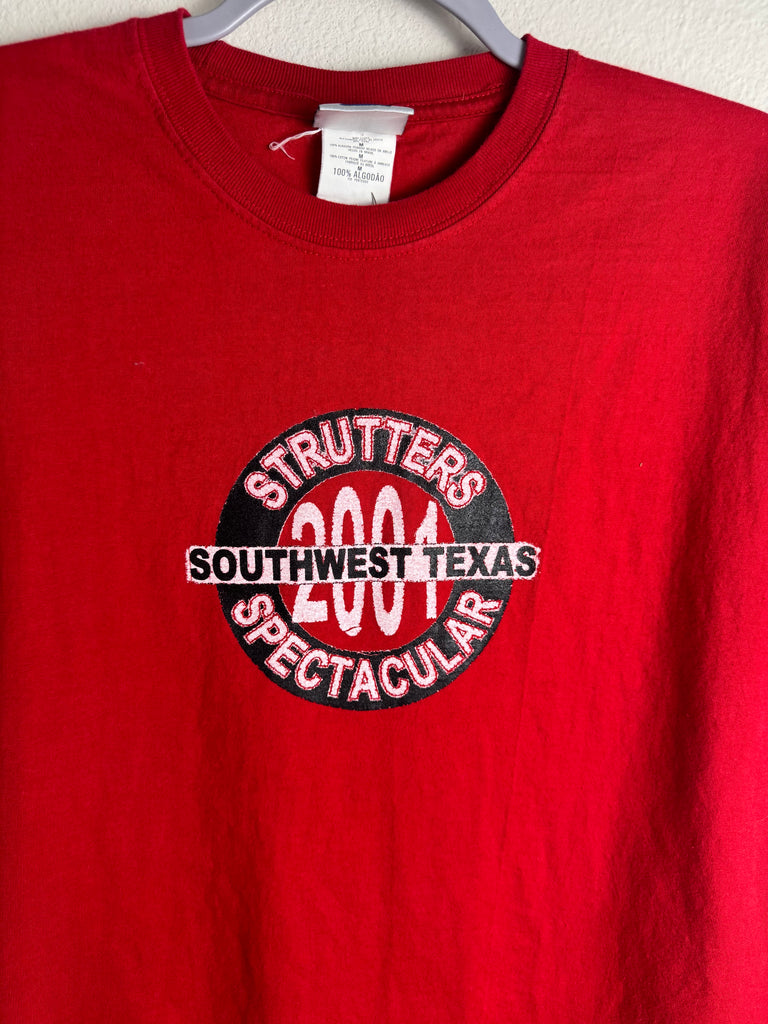 M
M
M
100% ALGODÃO
STRUTTERS
2001
SOUTHWEST TEXAS
SPECTACULAR